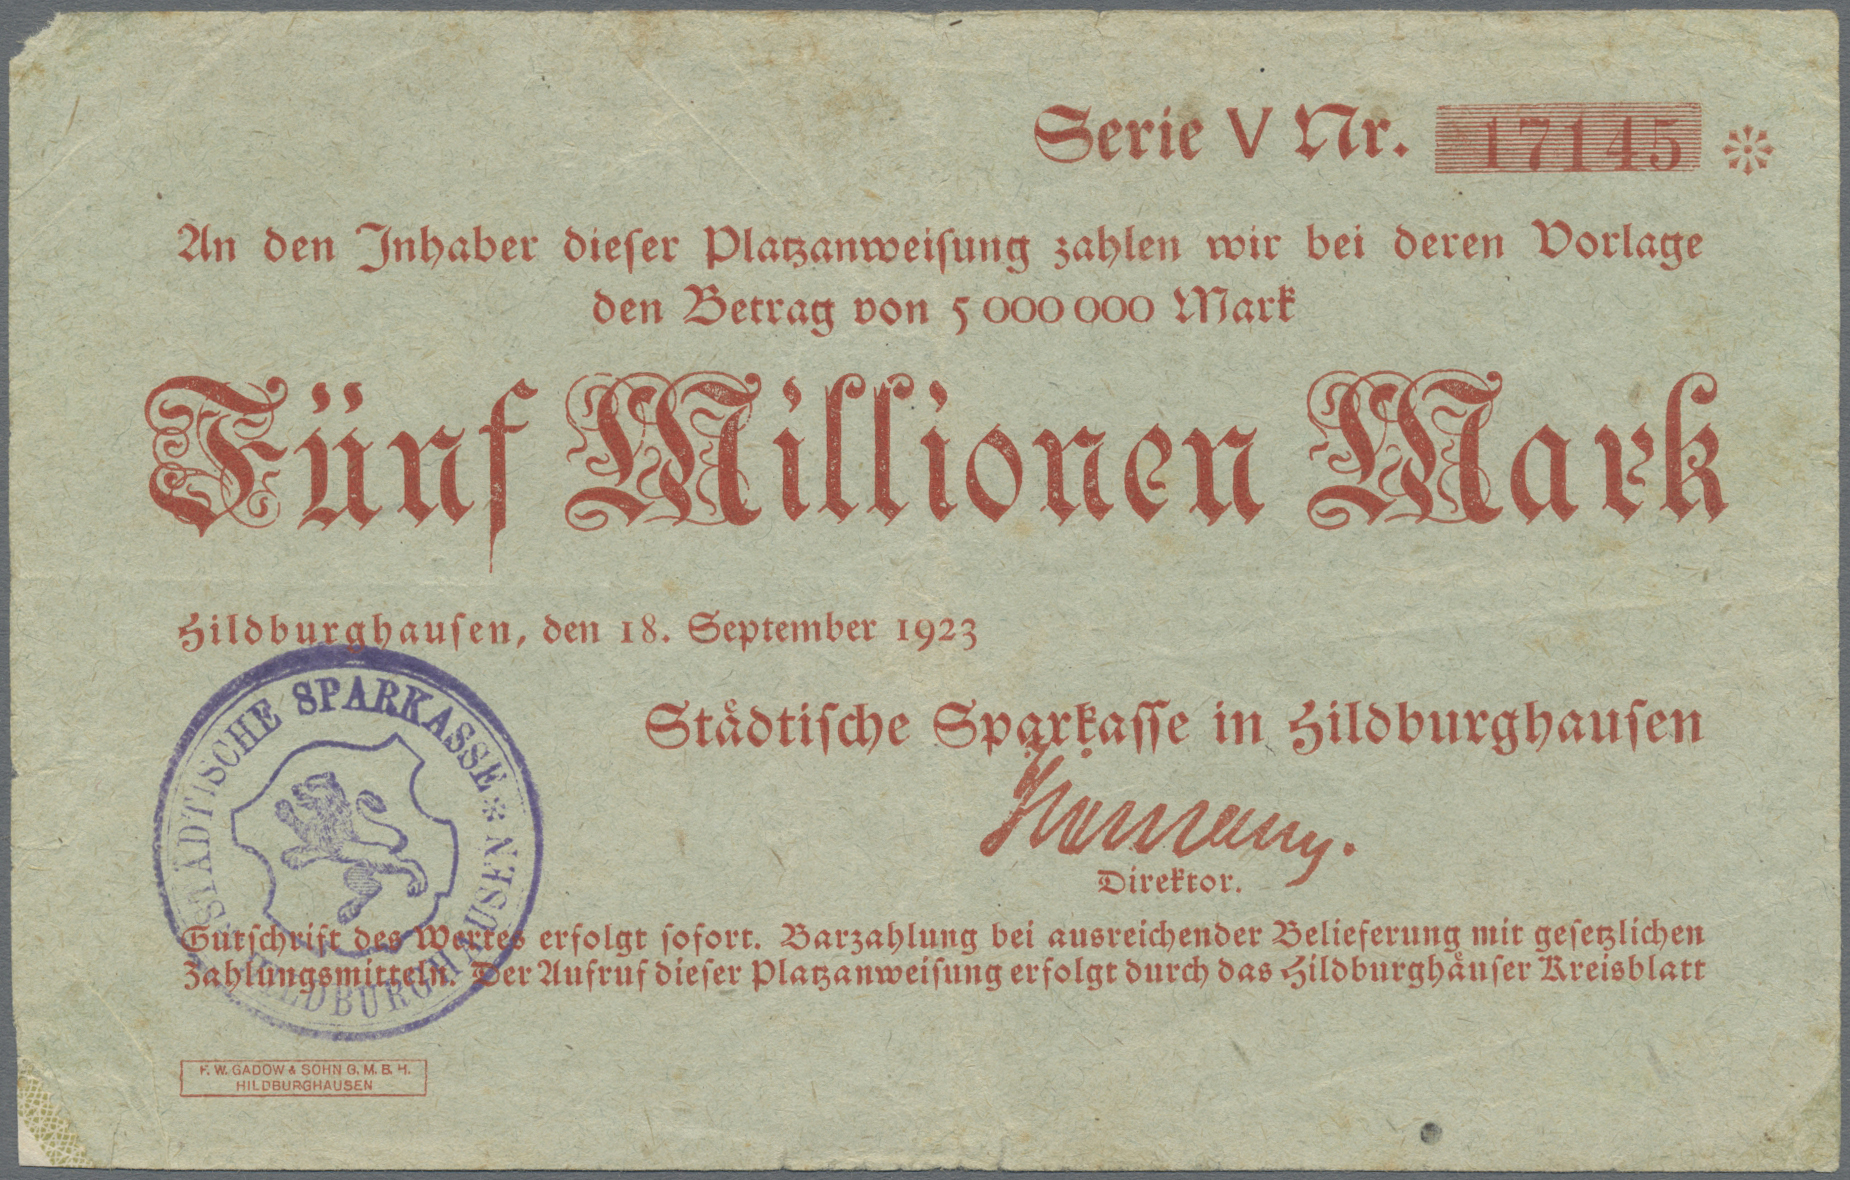 Serie V Nr. 17145 *
An den Inhaber dieser Platzanweisung zahlen wir bei deren Vorlage
den Betrag von 5 000 000 Mark
Fünf Millionen Mark
Hildburghausen, den 18. September 1923
Städtische Sparkasse in Hildburghausen
Direktor.
STÄDTISCHE SPARKASSE * HILDBURGHAUSEN
Gutschrift des Wertes erfolgt sofort. Barzahlung bei ausreichender Belieferung mit gesetzlichen
Zahlungsmitteln. Der Aufruf dieser Platzanweisung erfolgt durch das Hildburghäuser Kreisblatt
F. W. GADOW & SOHN G. M. B. H.
HILDBURGHAUSEN